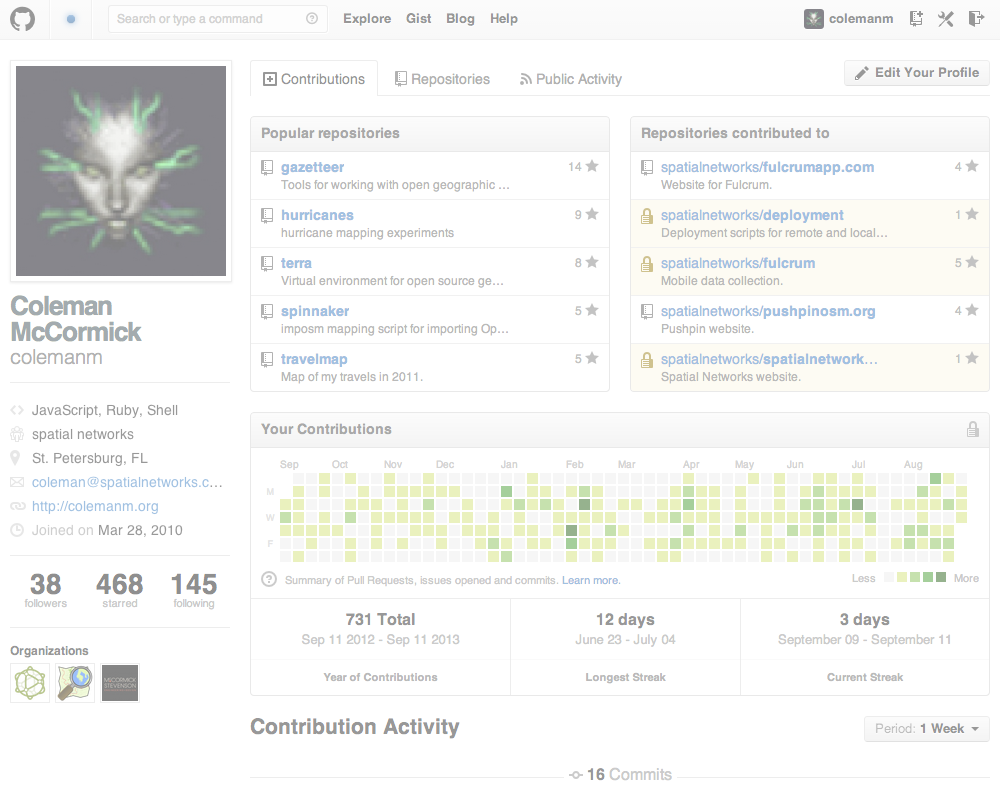 Search or type a command
Explore Gist Blog Help
colemanm
Contributions Repositories Public Activity
Edit Your Profile
Coleman
McCormick
colemanm
JavaScript, Ruby, Shell
spatial networks
St. Petersburg, FL
coleman@spatialnetworks.c...
http://colemanm.org
Joined on Mar 28, 2010
38 468 145
followers starred following
Organizations
McCORMICK
STEVENSON
Popular repositories
gazetteer 14
Tools for working with open geographic ...
hurricanes 9
hurricane mapping experiments
terra 8
Virtual environment for open source ge...
spinnaker 5
imposm mapping script for importing Op...
travelmap 5
Map of my travels in 2011.
Repositories contributed to
spatialnetworks/fulcrumapp.com 4
Website for Fulcrum.
spatialnetworks/deployment 1
Deployment scripts for remote and local...
spatialnetworks/fulcrum 5
Mobile data collection.
spatialnetworks/pushpinosm.org 4
Pushpin website.
spatialnetworks/spatialnetwork... 1
Spatial Networks website.
Your Contributions
Sep Oct Nov Dec Jan Feb Mar Apr May Jun Jul Aug
M
W
F
Summary of Pull Requests, issues opened and commits. Learn more.
Less More
731 Total 12 days 3 days
Sep 11 2012 - Sep 11 2013 June 23 - July 04 September 09 - September 11
Year of Contributions Longest Streak Current Streak
Contribution Activity
Period: 1 Week
16 Commits